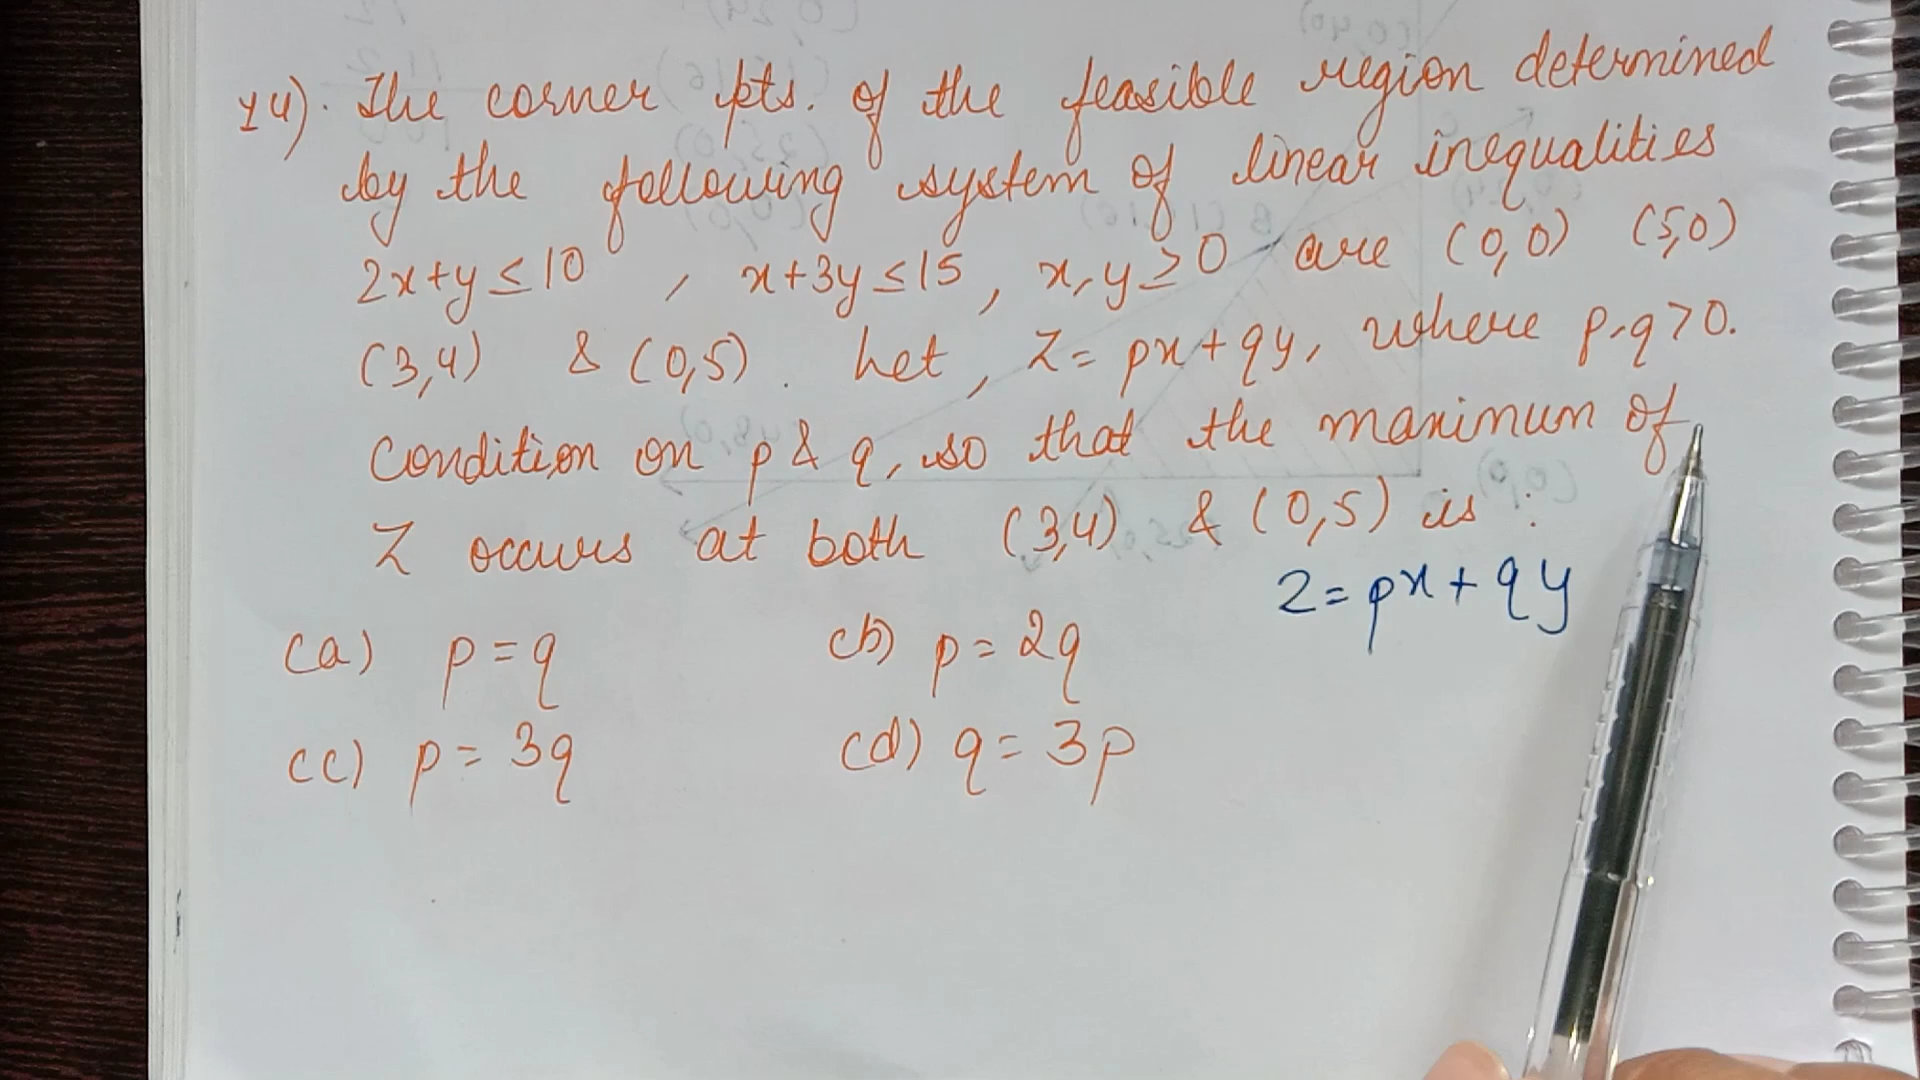 14). The corner pts. of the feasible region determined
by the following system of linear inequalities
2x+y≤10 , x+3y≤15, x,y≥0 are (0,0) (5,0)
(3,4) & (0,5). Let, Z= px+qy, where p,q>0.
Condition on p & q, so that the maximum of
Z occurs at both (3,4) & (0,5) is :
Z=px+qy
(a) p=q (b) p=2q
(c) p=3q (d) q=3p